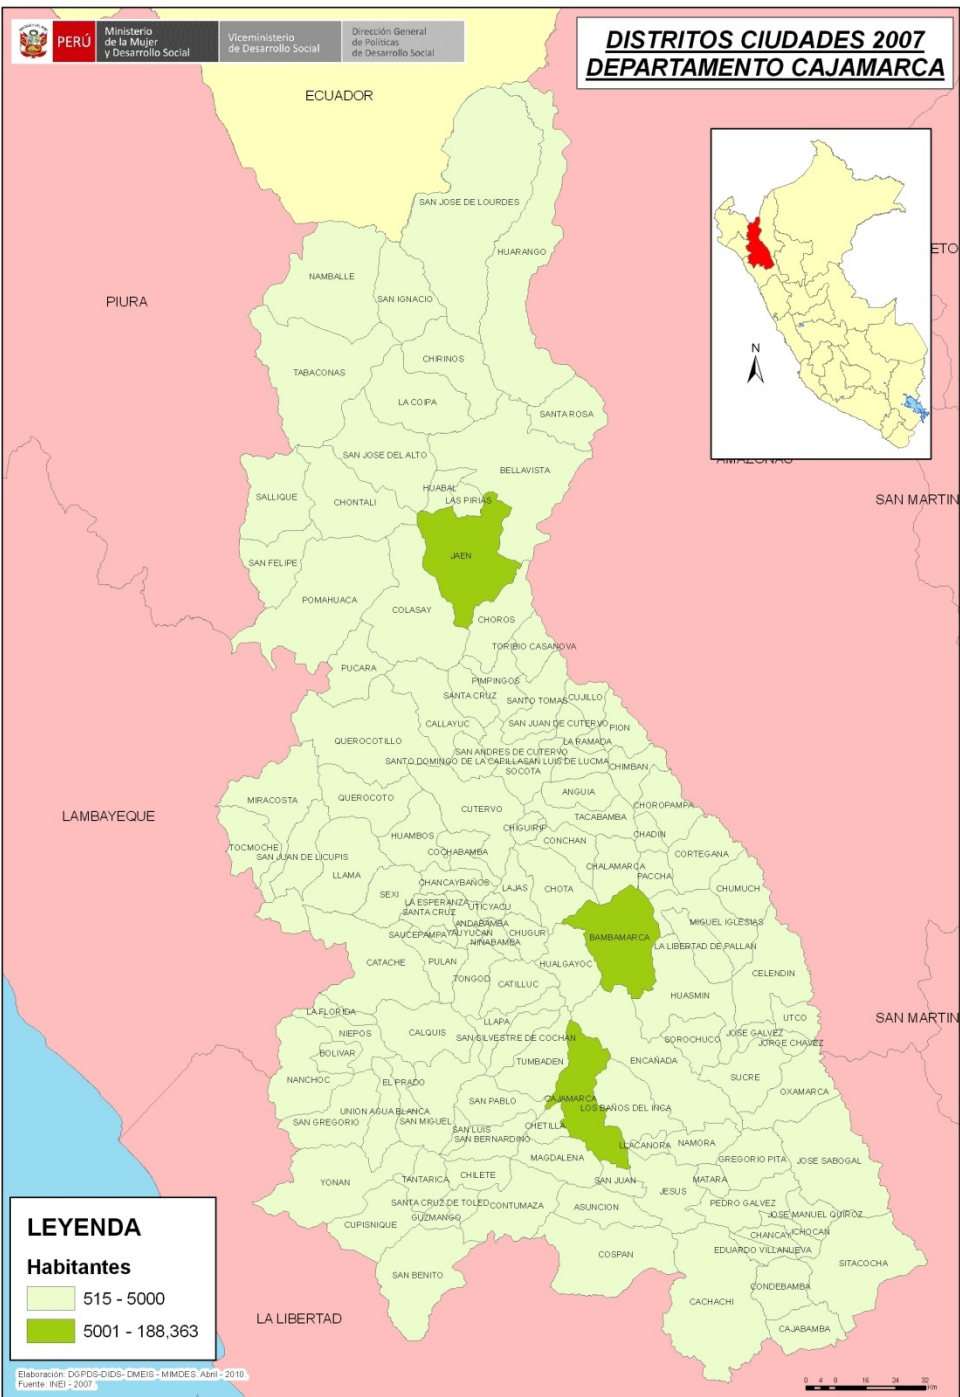 PERÚ
Ministerio
de la Mujer
y Desarrollo Social
Viceministerio
de Desarrollo Social
Dirección General
de Políticas
de Desarrollo Social
DISTRITOS CIUDADES 2007
DEPARTAMENTO CAJAMARCA
ECUADOR
SAN JOSE DE LOURDES
HUARANGO
ETO
NAMBALLE
SAN IGNACIO
PIURA
N
CHIRINOS
TABACONAS
LA COIPA
SANTA ROSA
SAN JOSE DEL ALTO
AMAZONAS
BELLAVISTA
HUABAL
SALLIQUE
CHONTALI
LAS PIRIAS
SAN MARTIN
JAEN
SAN FELIPE
POMAHUACA
COLASAY
CHOROS
TORIBIO CASANOVA
PUCARA
PIMPINGOS
SANTA CRUZ
SANTO TOMAS
CUJILLO
CALLAYUC
SAN JUAN DE CUTERVO
PION
QUEROCOTILLO
LA RAMADA
SAN ANDRES DE CUTERVO
SANTO DOMINGO DE LA CAPILLA
SAN LUIS DE LUCMA
CHIMBAN
SOCOTA
ANGUIA
MIRACOSTA
QUEROCOTO
CUTERVO
CHOROPAMPA
LAMBAYEQUE
TACABAMBA
CHIGUIRIP
HUAMBOS
CONCHAN
CHADIN
TOCMOCHE
COCHABAMBA
CORTEGANA
SAN JUAN DE LICUPIS
CHALAMARCA
LLAMA
PACCHA
CHANCAYBAÑOS
LAJAS
CHOTA
CHUMUCH
SEXI
LA ESPERANZA
UTICYACU
SANTA CRUZ
ANDABAMBA
MIGUEL IGLESIAS
SAUCEPAMPA
YAUYUCAN
CHUGUR
BAMBAMARCA
NINABAMBA
LA LIBERTAD DE PALLAN
CATACHE
PULAN
HUALGAYOC
CELENDIN
TONGOD
CATILLUC
HUASMIN
LA FLORIDA
UTCO
SAN MARTIN
LLAPA
NIEPOS
CALQUIS
SAN SILVESTRE DE COCHAN
SOROCHUCO
JOSE GALVEZ
JORGE CHAVEZ
BOLIVAR
TUMBADEN
ENCAÑADA
NANCHOC
EL PRADO
SUCRE
OXAMARCA
SAN PABLO
CAJAMARCA
LOS BAÑOS DEL INCA
UNION AGUA BLANCA
SAN GREGORIO
SAN MIGUEL
SAN LUIS
CHETILLA
SAN BERNARDINO
LLACANORA
NAMORA
MAGDALENA
GREGORIO PITA
JOSE SABOGAL
YONAN
TANTARICA
CHILETE
SAN JUAN
MATARA
JESUS
LEYENDA
Habitantes
515 - 5000
5001 - 188,363
SANTA CRUZ DE TOLED
CONTUMAZA
ASUNCION
PEDRO GALVEZ
JOSE MANUEL QUIROZ
CUPISNIQUE
GUZMANGO
CHANCAY
ICHOCAN
COSPAN
EDUARDO VILLANUEVA
SITACOCHA
SAN BENITO
CONDEBAMBA
CACHACHI
LA LIBERTAD
CAJABAMBA
Elaboración: DGPDS-DIDS- DMEIS - MIMDES. Abril - 2010.
Fuente: INEI - 2007.
0 4 8 16 24 32
Km